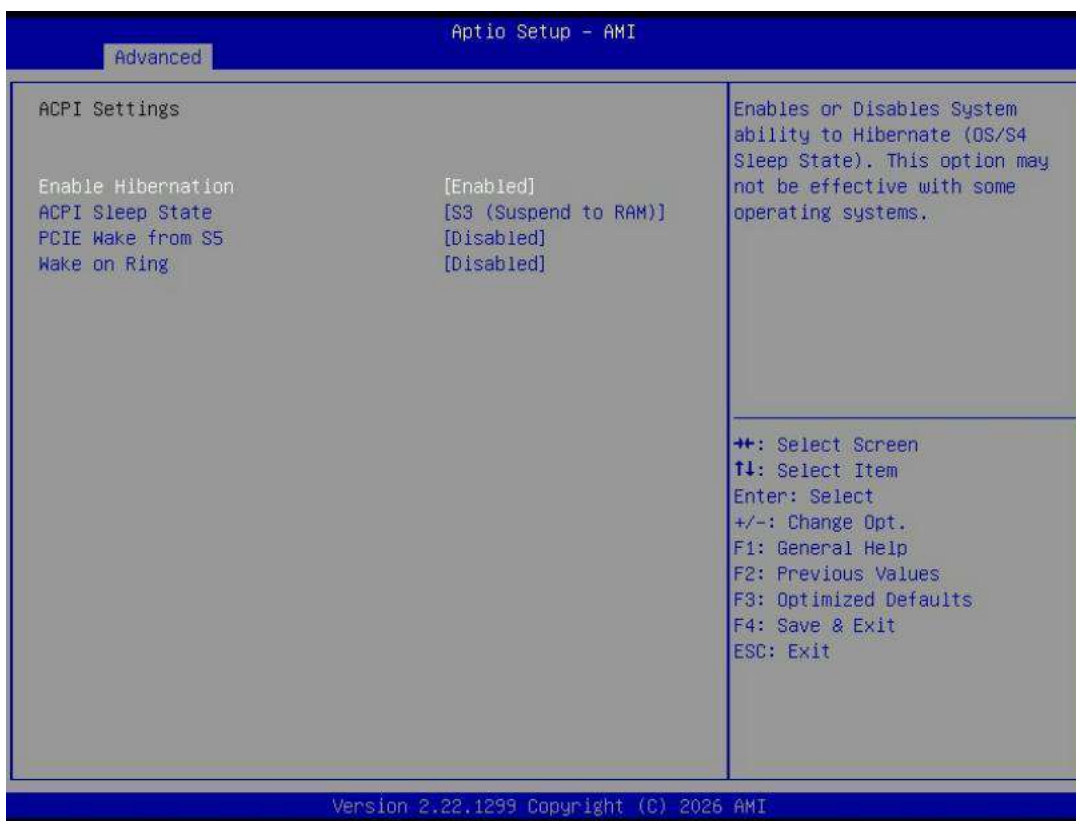 Aptio Setup - AMI
Advanced
ACPI Settings
Enable Hibernation [Enabled]
ACPI Sleep State [S3 (Suspend to RAM)]
PCIE Wake from S5 [Disabled]
Wake on Ring [Disabled]
Enables or Disables System
ability to Hibernate (OS/S4
Sleep State). This option may
not be effective with some
operating systems.
→←: Select Screen
↑↓: Select Item
Enter: Select
+/-: Change Opt.
F1: General Help
F2: Previous Values
F3: Optimized Defaults
F4: Save & Exit
ESC: Exit
Version 2.22.1299 Copyright (C) 2026 AMI